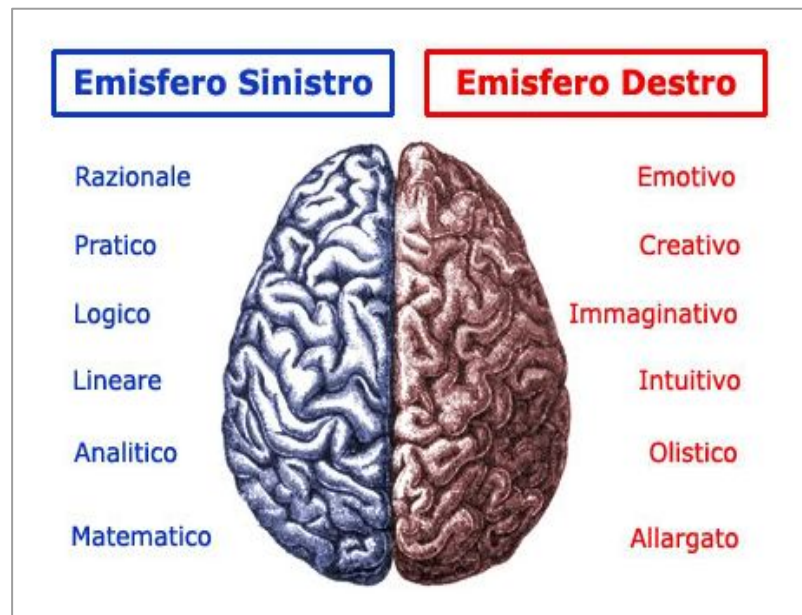 Emisfero Sinistro
Emisfero Destro
Razionale
Emotivo
Pratico
Creativo
Logico
Immaginativo
Lineare
Intuitivo
Analitico
Olistico
Matematico
Allargato